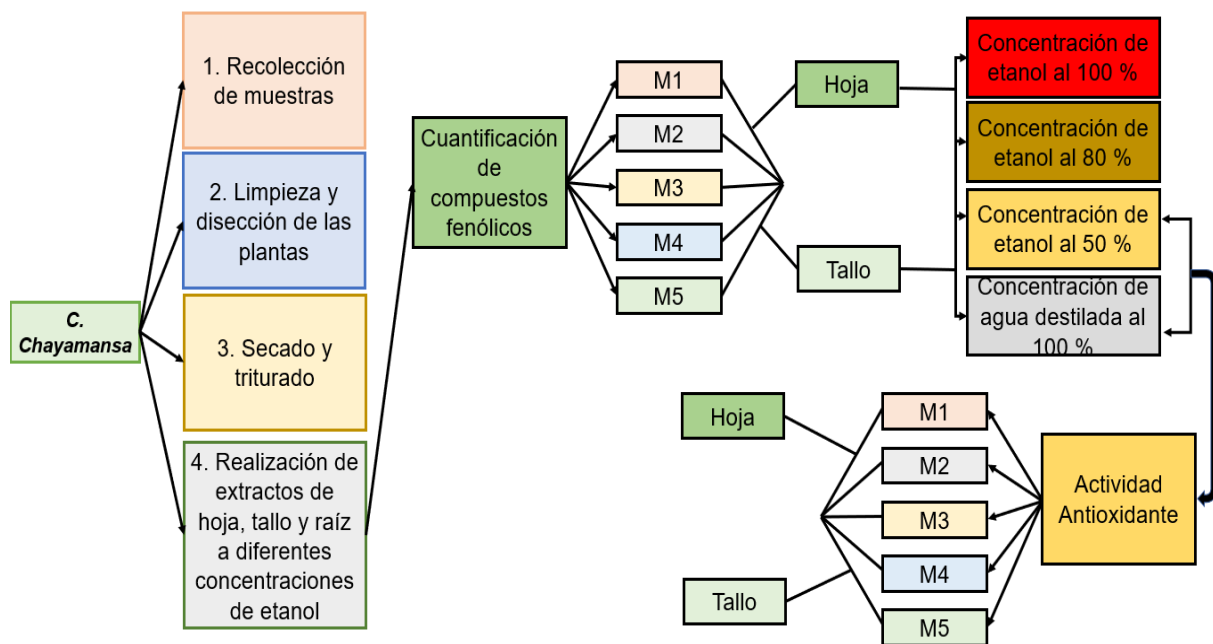 C.
Chayamansa
1. Recolección
de muestras
2. Limpieza y
disección de las
plantas
3. Secado y
triturado
4. Realización de
extractos de
hoja, tallo y raíz
a diferentes
concentraciones
de etanol
Cuantificación
de
compuestos
fenólicos
M1
M2
M3
M4
M5
Hoja
Tallo
Concentración de
etanol al 100 %
Concentración de
etanol al 80 %
Concentración de
etanol al 50 %
Concentración de
agua destilada al
100 %
Actividad
Antioxidante
M1
M2
M3
M4
M5
Hoja
Tallo